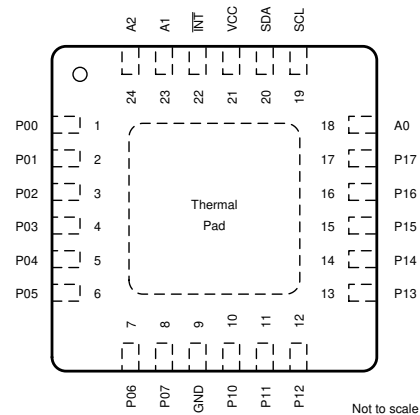 A2 A1 INT VCC SDA SCL
24 23 22 21 20 19
P00 1 18 A0
P01 2 17 P17
P02 3 16 P16
Thermal
P03 4 15 P15
Pad
P04 5 14 P14
P05 6 13 P13
7 8 9 10 11 12
P06 P07 GND P10 P11 P12
Not to scale